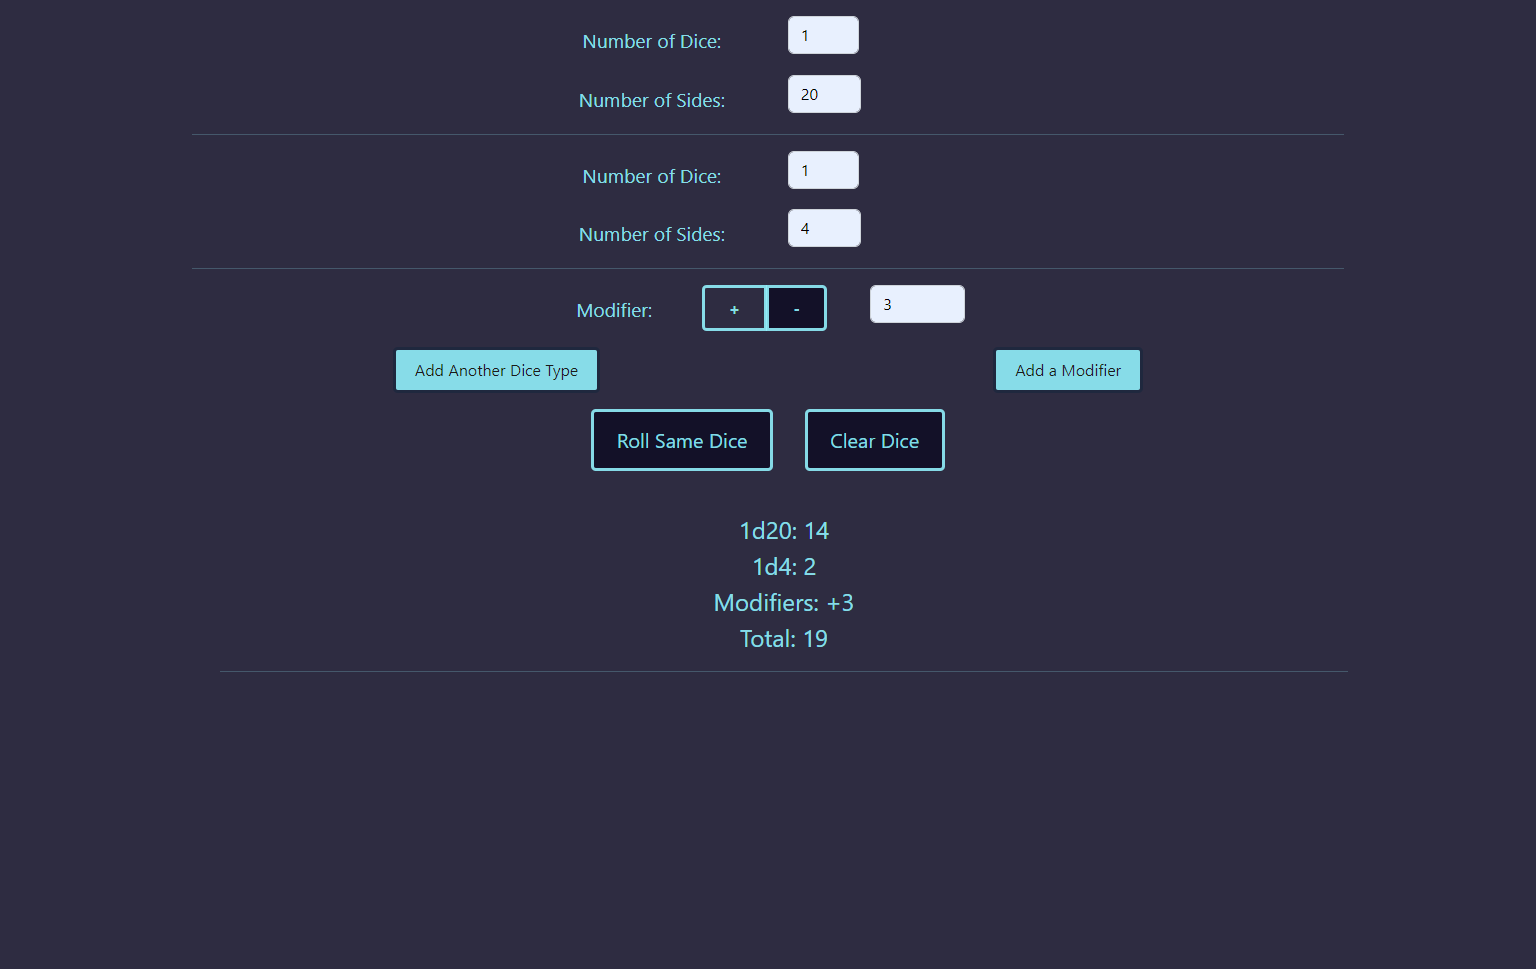 Number of Dice: 1
Number of Sides: 20
Number of Dice: 1
Number of Sides: 4
Modifier: + - 3
Add Another Dice Type Add a Modifier
Roll Same Dice Clear Dice
1d20: 14
1d4: 2
Modifiers: +3
Total: 19